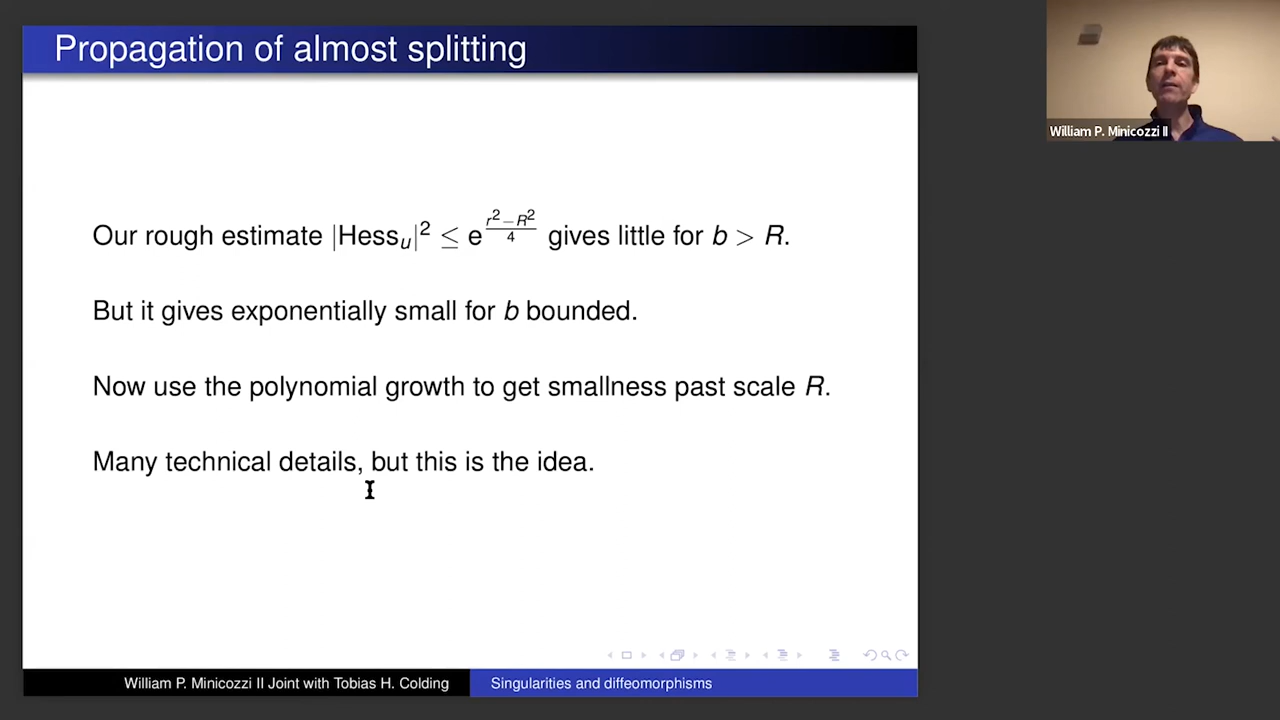 Propagation of almost splitting
William P. Minicozzi II
Our rough estimate |Hess_u|^2 ≤ e^{\frac{r^2-R^2}{4}} gives little for b > R.
But it gives exponentially small for b bounded.
Now use the polynomial growth to get smallness past scale R.
Many technical details, but this is the idea.
William P. Minicozzi II Joint with Tobias H. Colding
Singularities and diffeomorphisms